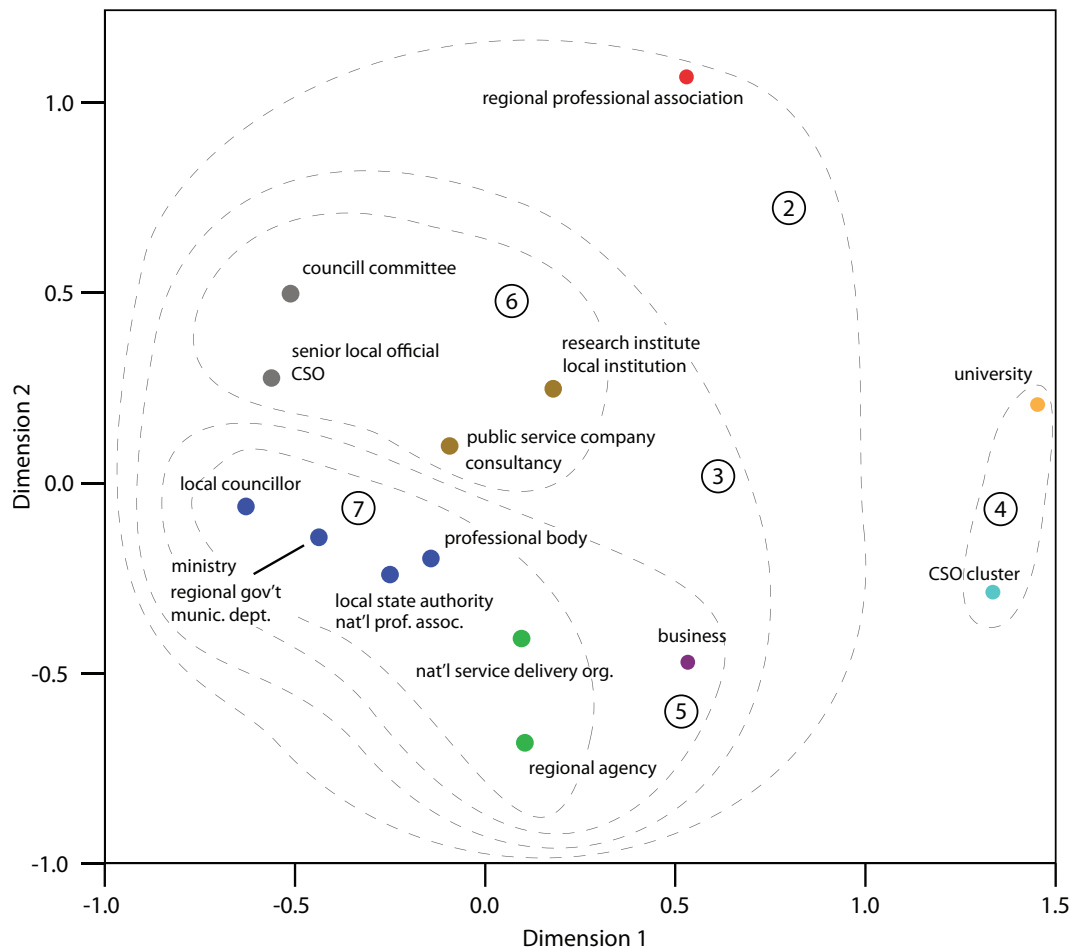 1.0
0.5
0.0
-0.5
-1.0
Dimension 2
regional professional association
2
councill committee
6
senior local official
CSO
research institute
local institution
university
public service company
consultancy
3
local councillor
7
4
professional body
ministry
regional gov't
munic. dept.
local state authority
nat'l prof. assoc.
CSO cluster
business
nat'l service delivery org.
5
regional agency
-1.0
-0.5
0.0
0.5
1.0
1.5
Dimension 1